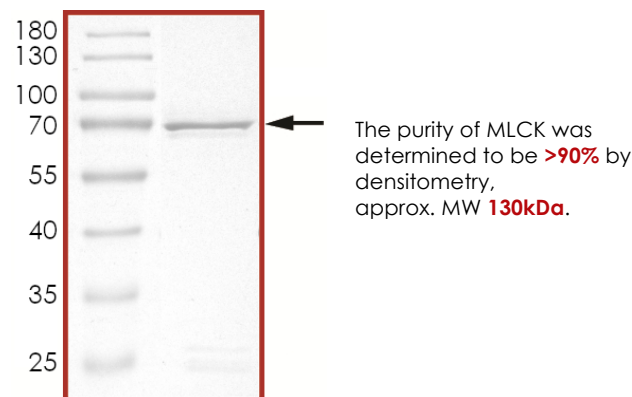 180
130
100
70
55
40
35
25
The purity of MLCK was
determined to be >90% by
densitometry,
approx. MW 130kDa.